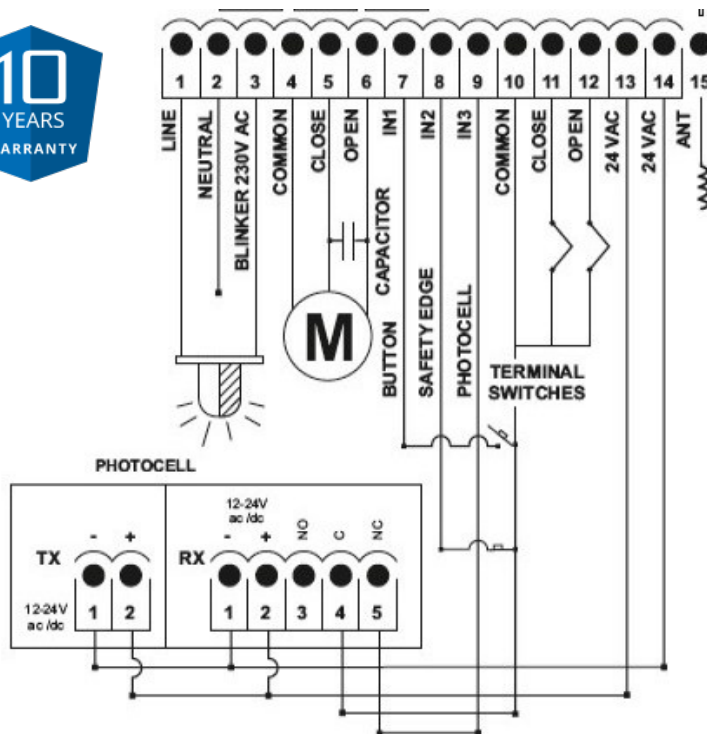 10
YEARS
WARRANTY
1 2 3 4 5 6 7 8 9 10 11 12 13 14 15
LINE
NEUTRAL
BLINKER 230V AC
COMMON
CLOSE
OPEN
IN1
IN2
IN3
COMMON
CLOSE
OPEN
24 VAC
24 VAC
ANT
CAPACITOR
BUTTON
SAFETY EDGE
PHOTOCELL
M
TERMINAL
SWITCHES
PHOTOCELL
TX
- +
1 2
12-24V
ac /dc
RX
12-24V
ac /dc
- + NO C NC
1 2 3 4 5